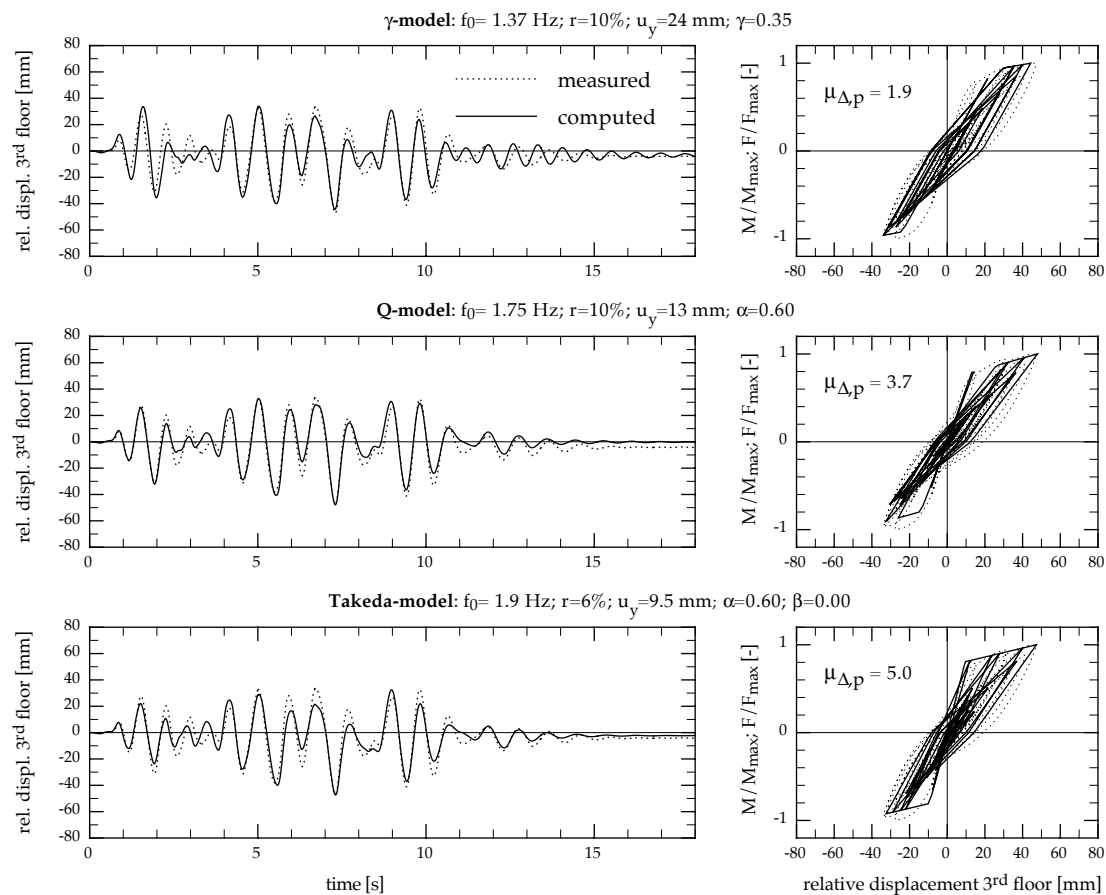 γ-model: f0= 1.37 Hz; r=10%; uy=24 mm; γ=0.35
rel. displ. 3rd floor [mm]
80
60
40
20
0
-20
-40
-60
-80
0 5 10 15
measured
computed
M/Mmax; F/Fmax [-]
1
0
-1
μΔ,p = 1.9
-80 -60 -40 -20 0 20 40 60 80
Q-model: f0= 1.75 Hz; r=10%; uy=13 mm; α=0.60
rel. displ. 3rd floor [mm]
80
60
40
20
0
-20
-40
-60
-80
0 5 10 15
M/Mmax; F/Fmax [-]
1
0
-1
μΔ,p = 3.7
-80 -60 -40 -20 0 20 40 60 80
Takeda-model: f0= 1.9 Hz; r=6%; uy=9.5 mm; α=0.60; β=0.00
rel. displ. 3rd floor [mm]
80
60
40
20
0
-20
-40
-60
-80
0 5 10 15
time [s]
M/Mmax; F/Fmax [-]
1
0
-1
μΔ,p = 5.0
-80 -60 -40 -20 0 20 40 60 80
relative displacement 3rd floor [mm]